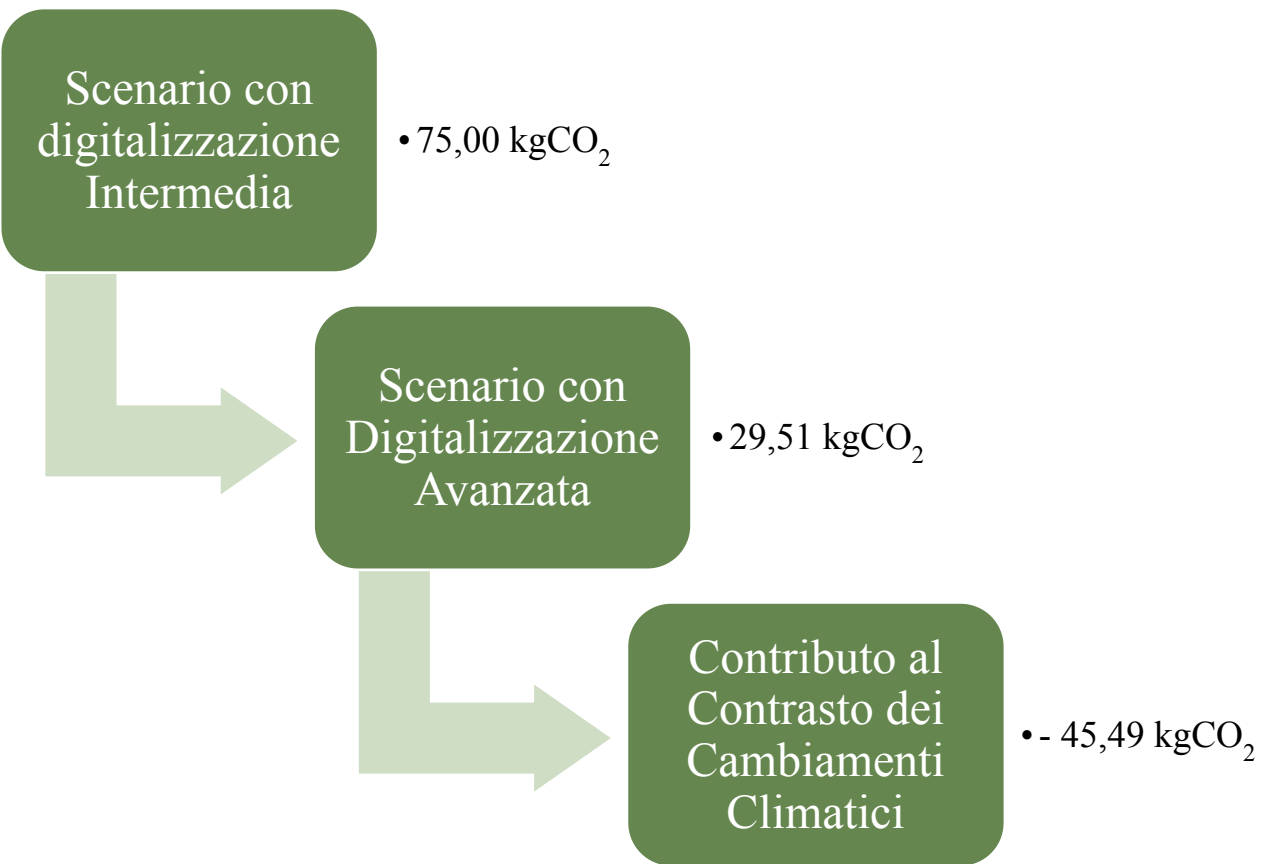 Scenario con
digitalizzazione
Intermedia
• 75,00 kgCO₂
Scenario con
Digitalizzazione
Avanzata
• 29,51 kgCO₂
Contributo al
Contrasto dei
Cambiamenti
Climatici
• - 45,49 kgCO₂